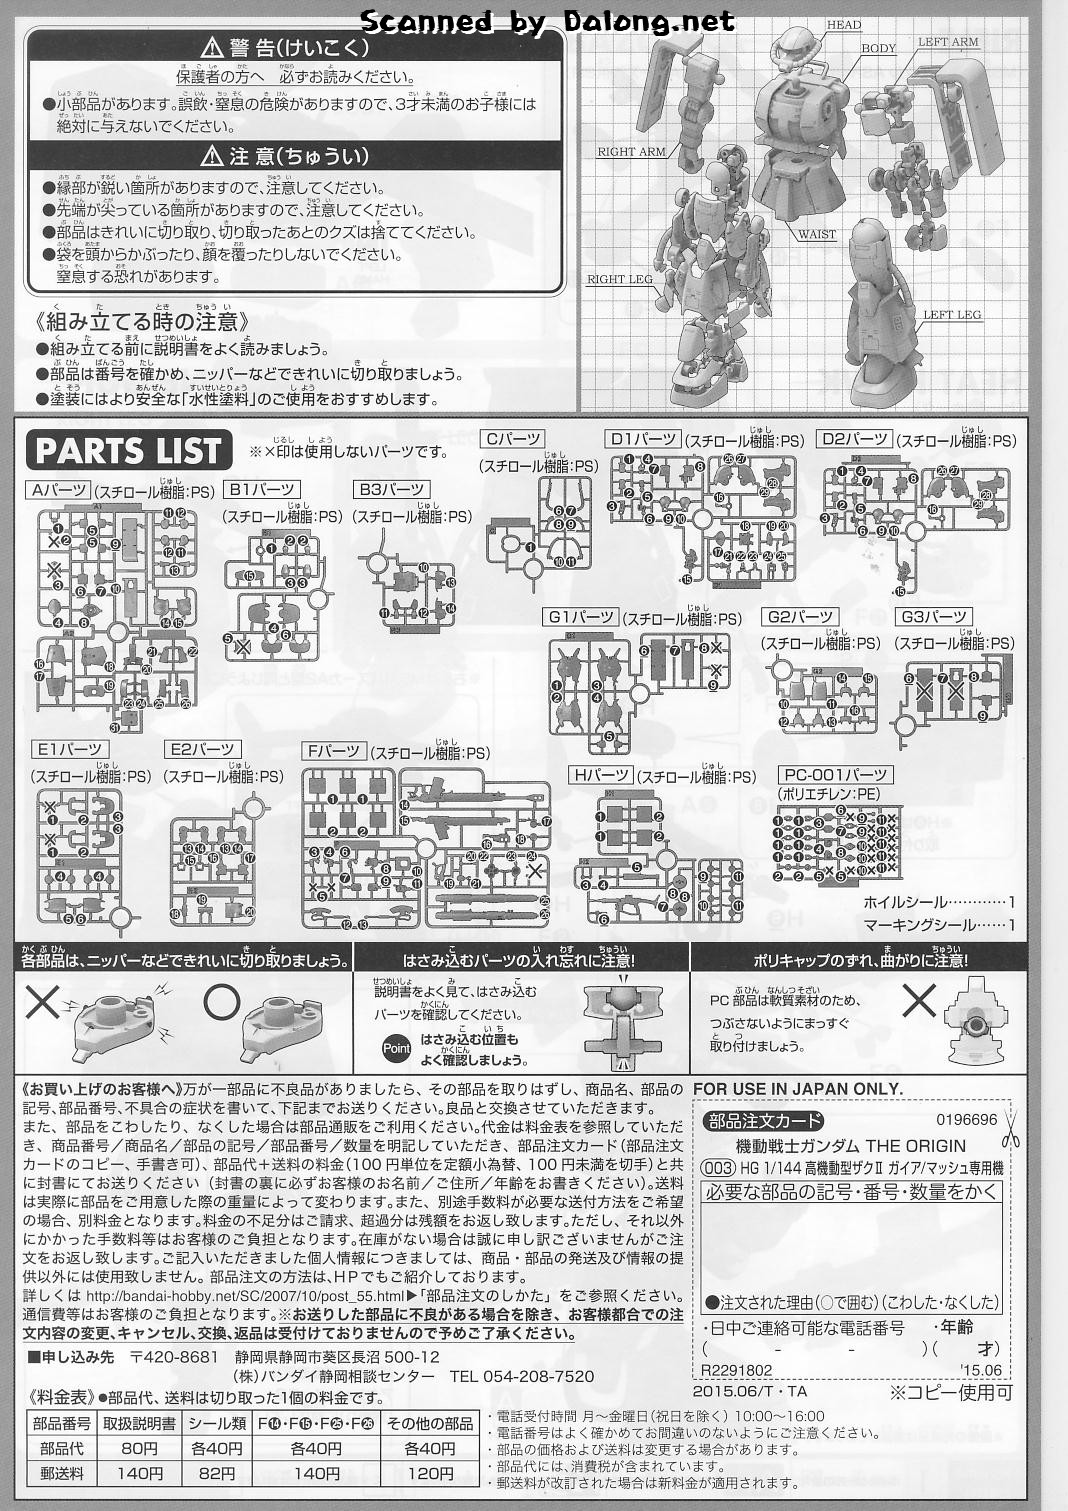 Scanned by Dalong.net
⚠警告(けいこく)
保護者の方へ 必ずお読みください。
●小部品があります。誤飲・窒息の危険がありますので、3才未満のお子様には
絶対に与えないでください。
⚠注意(ちゅうい)
●縁部が鋭い箇所がありますので、注意してください。
●先端が尖っている箇所がありますので、注意してください。
●部品はきれいに切り取り、切り取ったあとのクズは捨ててください。
●袋を頭からかぶったり、顔を覆ったりしないでください。
窒息する恐れがあります。
《組み立てる時の注意》
●組み立てる前に説明書をよく読みましょう。
●部品は番号を確かめ、ニッパーなどできれいに切り取りましょう。
●塗装にはより安全な「水性塗料」のご使用をおすすめします。
HEAD
BODY
LEFT ARM
RIGHT ARM
WAIST
RIGHT LEG
LEFT LEG
PARTS LIST
※×印は使用しないパーツです。
Aパーツ (スチロール樹脂:PS)
B1パーツ
(スチロール樹脂:PS)
B3パーツ
(スチロール樹脂:PS)
Cパーツ
(スチロール樹脂:PS)
D1パーツ (スチロール樹脂:PS)
D2パーツ (スチロール樹脂:PS)
G1パーツ (スチロール樹脂:PS)
G2パーツ
(スチロール樹脂:PS)
G3パーツ
(スチロール樹脂:PS)
E1パーツ
(スチロール樹脂:PS)
E2パーツ
(スチロール樹脂:PS)
Fパーツ (スチロール樹脂:PS)
Hパーツ (スチロール樹脂:PS)
PC-001パーツ
(ポリエチレン:PE)
ホイルシール…………1
マーキングシール……1
各部品は、ニッパーなどできれいに切り取りましょう。
はさみ込むパーツの入れ忘れに注意!
説明書をよく見て、はさみ込む
パーツを確認してください。
Point
はさみ込む位置も
よく確認しましょう。
ポリキャップのずれ、曲がりに注意!
PC 部品は軟質素材のため、
つぶさないようにまっすぐ
取り付けましょう。
《お買い上げのお客様へ》万が一部品に不良品がありましたら、その部品を取りはずし、商品名、部品の
記号、部品番号、不具合の症状を書いて、下記までお送りください。良品と交換させていただきます。
また、部品をこわしたり、なくした場合は部品通販をご利用ください。代金は料金表を参照していただ
き、商品番号／商品名／部品の記号／部品番号／数量を明記していただき、部品注文カード(部品注文
カードのコピー、手書き可)、部品代＋送料の料金(100円単位を定額小為替、100円未満を切手)と共
に封書にてお送りください (封書の裏に必ずお客様のお名前／ご住所／年齢をお書きください)。送料
は実際に部品をご用意した際の重量によって変わります。また、別途手数料が必要な送付方法をご希望
の場合、別料金となります。料金の不足分はご請求、超過分は残額をお返し致します。ただし、それ以外
にかかった手数料等はお客様のご負担となります。在庫がない場合は誠に申し訳ございませんがご注
文をお返し致します。ご記入いただきました個人情報につきましては、商品・部品の発送及び情報の提
供以外には使用致しません。部品注文の方法は、HPでもご紹介しております。
詳しくは http://bandai-hobby.net/SC/2007/10/post_55.html▶「部品注文のしかた」をご参照ください。
通信費等はお客様のご負担となります。※お送りした部品に不良がある場合を除き、お客様都合での注
文内容の変更、キャンセル、交換、返品は受付けておりませんので予めご了承ください。
■申し込み先 〒420-8681 静岡県静岡市葵区長沼 500-12
(株)バンダイ静岡相談センター TEL 054-208-7520
《料金表》●部品代、送料は切り取った1個の料金です。
部品番号 取扱説明書 シール類 F⓮・F⓯・F㉕・F㉖ その他の部品
部品代 80円 各40円 各40円 各40円
郵送料 140円 82円 140円 120円
・電話受付時間 月〜金曜日(祝日を除く) 10:00〜16:00
・電話番号はよく確かめてお間違いのないようにご注意ください。
・部品の価格および送料は変更する場合があります。
・部品代には、消費税が含まれています。
・郵送料が改訂された場合は新料金が適用されます。
FOR USE IN JAPAN ONLY.
部品注文カード
0196696
機動戦士ガンダム THE ORIGIN
(003) HG 1/144 高機動型ザクⅡ ガイア/マッシュ専用機
必要な部品の記号・番号・数量をかく
●注文された理由(○で囲む)(こわした・なくした)
・日中ご連絡可能な電話番号 ・年齢
( - - )( 才)
R2291802
'15.06
2015.06/T・TA
※コピー使用可